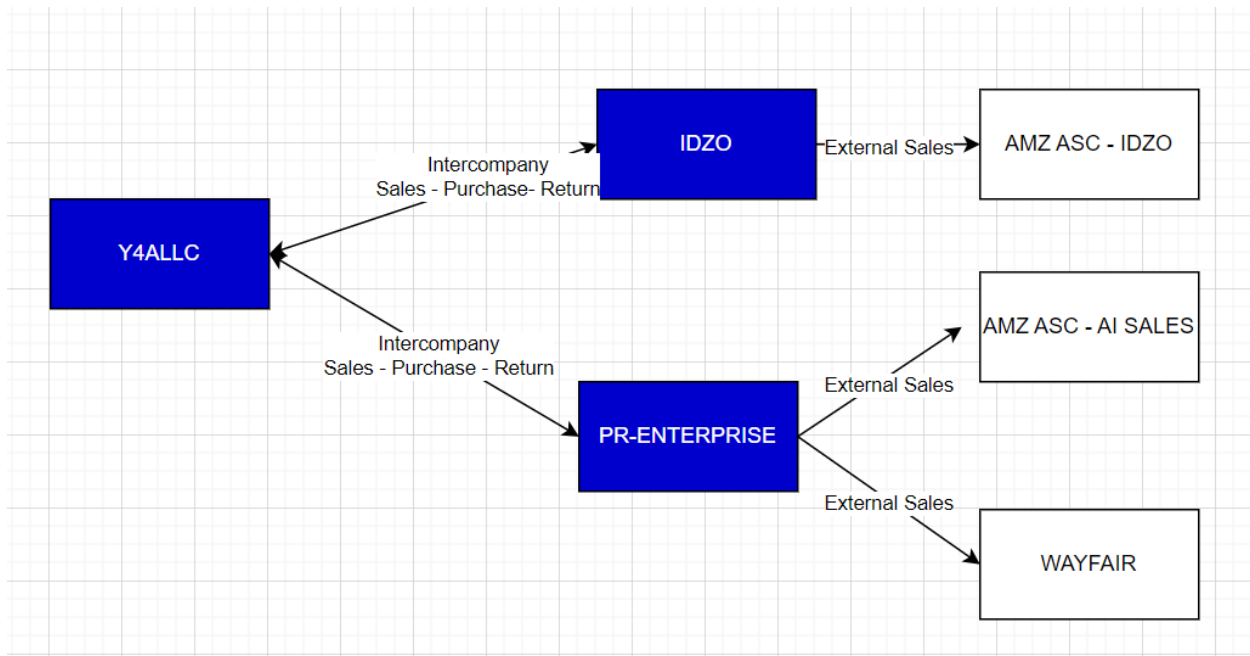 IDZO
External Sales
AMZ ASC - IDZO
Intercompany
Sales - Purchase- Return
Y4ALLC
AMZ ASC - AI SALES
Intercompany
Sales - Purchase - Return
External Sales
PR-ENTERPRISE
External Sales
WAYFAIR